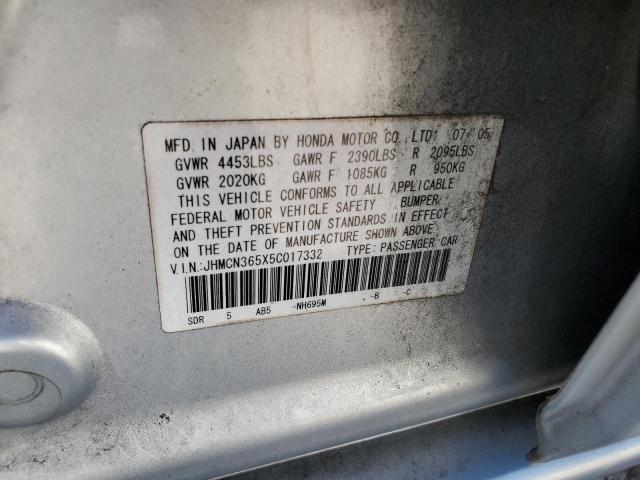 MFD. IN JAPAN BY HONDA MOTOR CO.,LTD. 07/05
GVWR 4453LBS GAWR F 2390LBS R 2095LBS
GVWR 2020KG GAWR F 1085KG R 950KG
THIS VEHICLE CONFORMS TO ALL APPLICABLE
FEDERAL MOTOR VEHICLE SAFETY, BUMPER,
AND THEFT PREVENTION STANDARDS IN EFFECT
ON THE DATE OF MANUFACTURE SHOWN ABOVE.
V.I.N.:JHMCN365X5C017332 TYPE: PASSENGER CAR
SDR 5 AB5 -NH695M -B -C